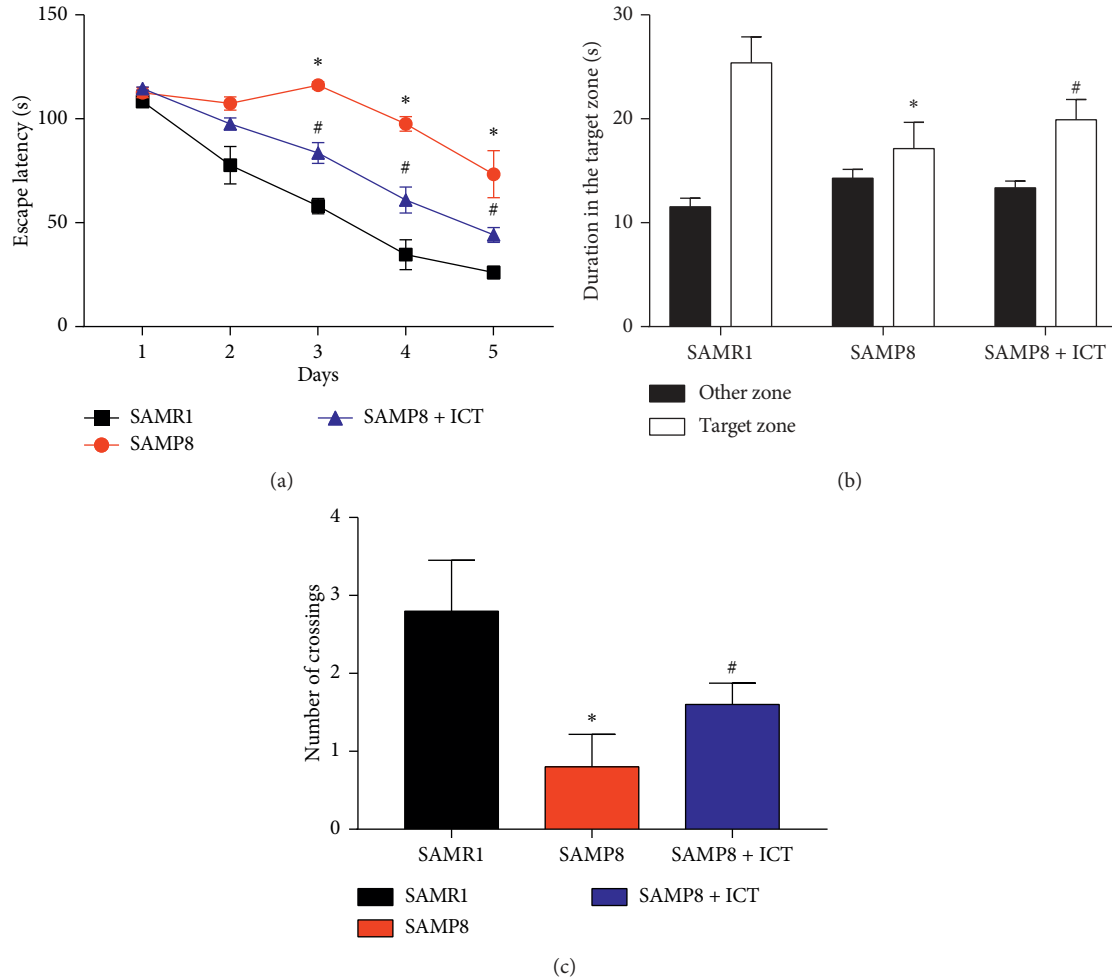 150
100
50
0
Escape latency (s)
*
*
*
#
#
#
1 2 3 4 5
Days
SAMR1
SAMP8
SAMP8 + ICT
(a)
30
20
10
0
Duration in the target zone (s)
*
#
SAMR1 SAMP8 SAMP8 + ICT
Other zone
Target zone
(b)
4
3
2
1
0
Number of crossings
*
#
SAMR1 SAMP8 SAMP8 + ICT
SAMR1
SAMP8
SAMP8 + ICT
(c)